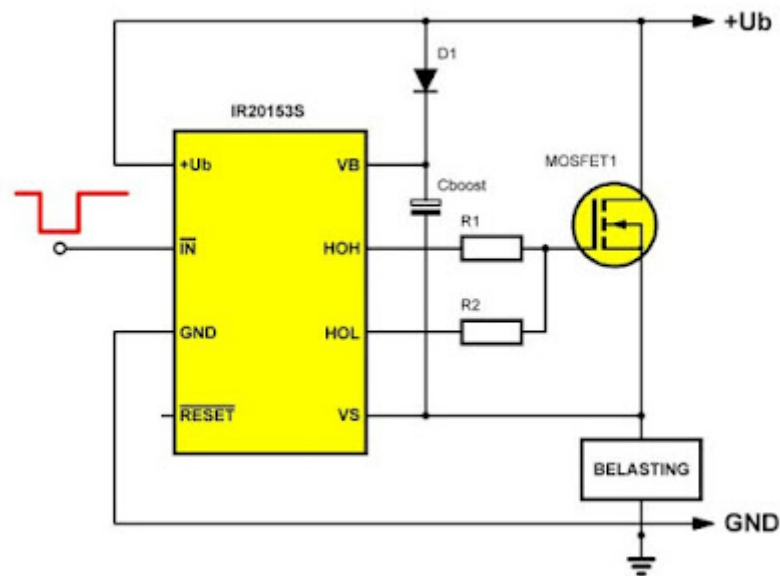 +Ub
D1
IR20153S
+Ub
VB
MOSFET1
Cboost
R1
IN
HOH
R2
GND
HOL
RESET
VS
BELASTING
GND